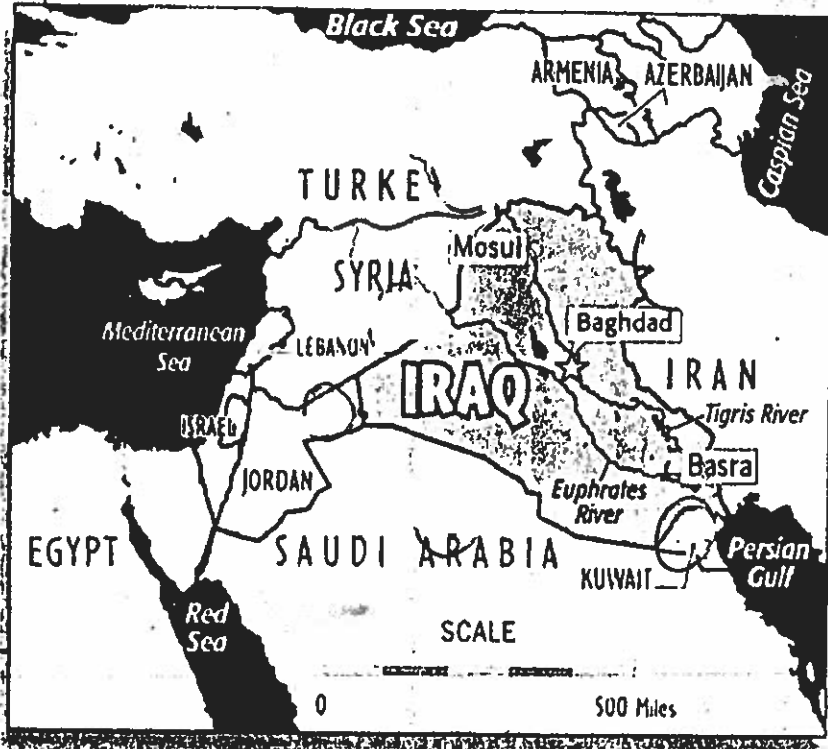 Black Sea
ARMENIA
AZERBAIJAN
Caspian Sea
TURKE
Mosul
SYRIA
Baghdad
Mediterranean
Sea
LEBANON
IRAQ
IRAN
ISRAEL
Tigris River
JORDAN
Basra
Euphrates
River
EGYPT
SAUDI ARABIA
Persian
Gulf
KUWAIT
Red
Sea
SCALE
0
500 Miles